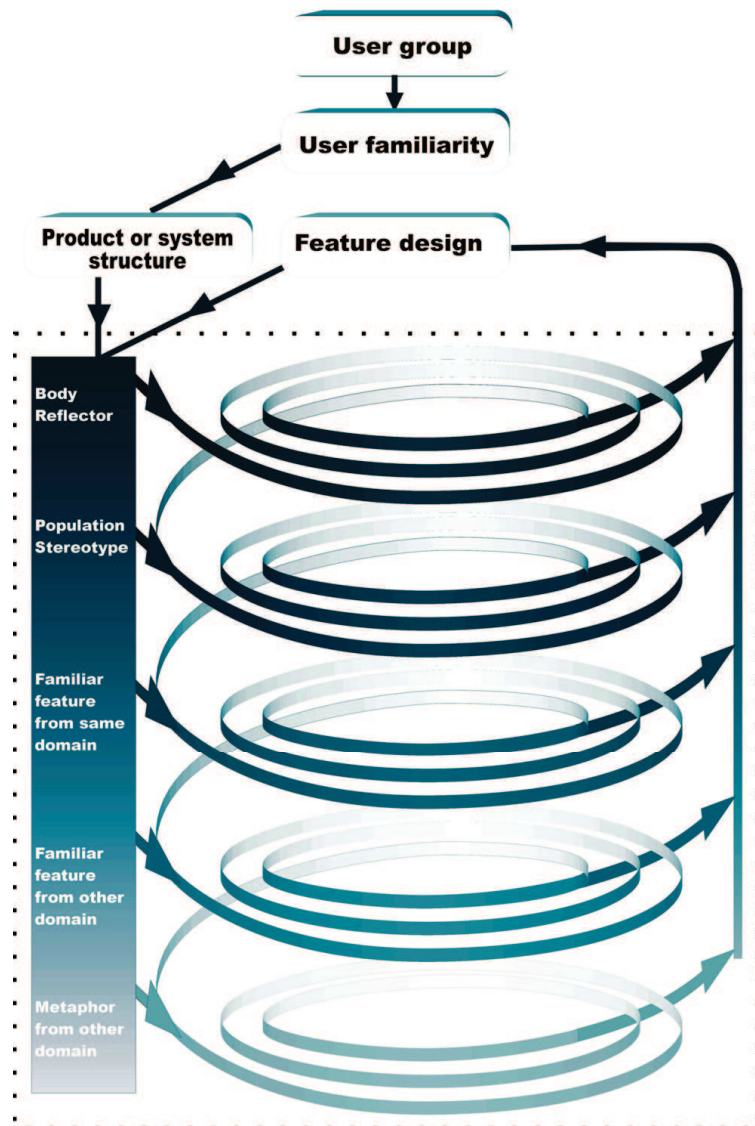 User group
User familiarity
Product or system
structure
Feature design
Body
Reflector
Population
Stereotype
Familiar
feature
from same
domain
Familiar
feature
from other
domain
Metaphor
from other
domain